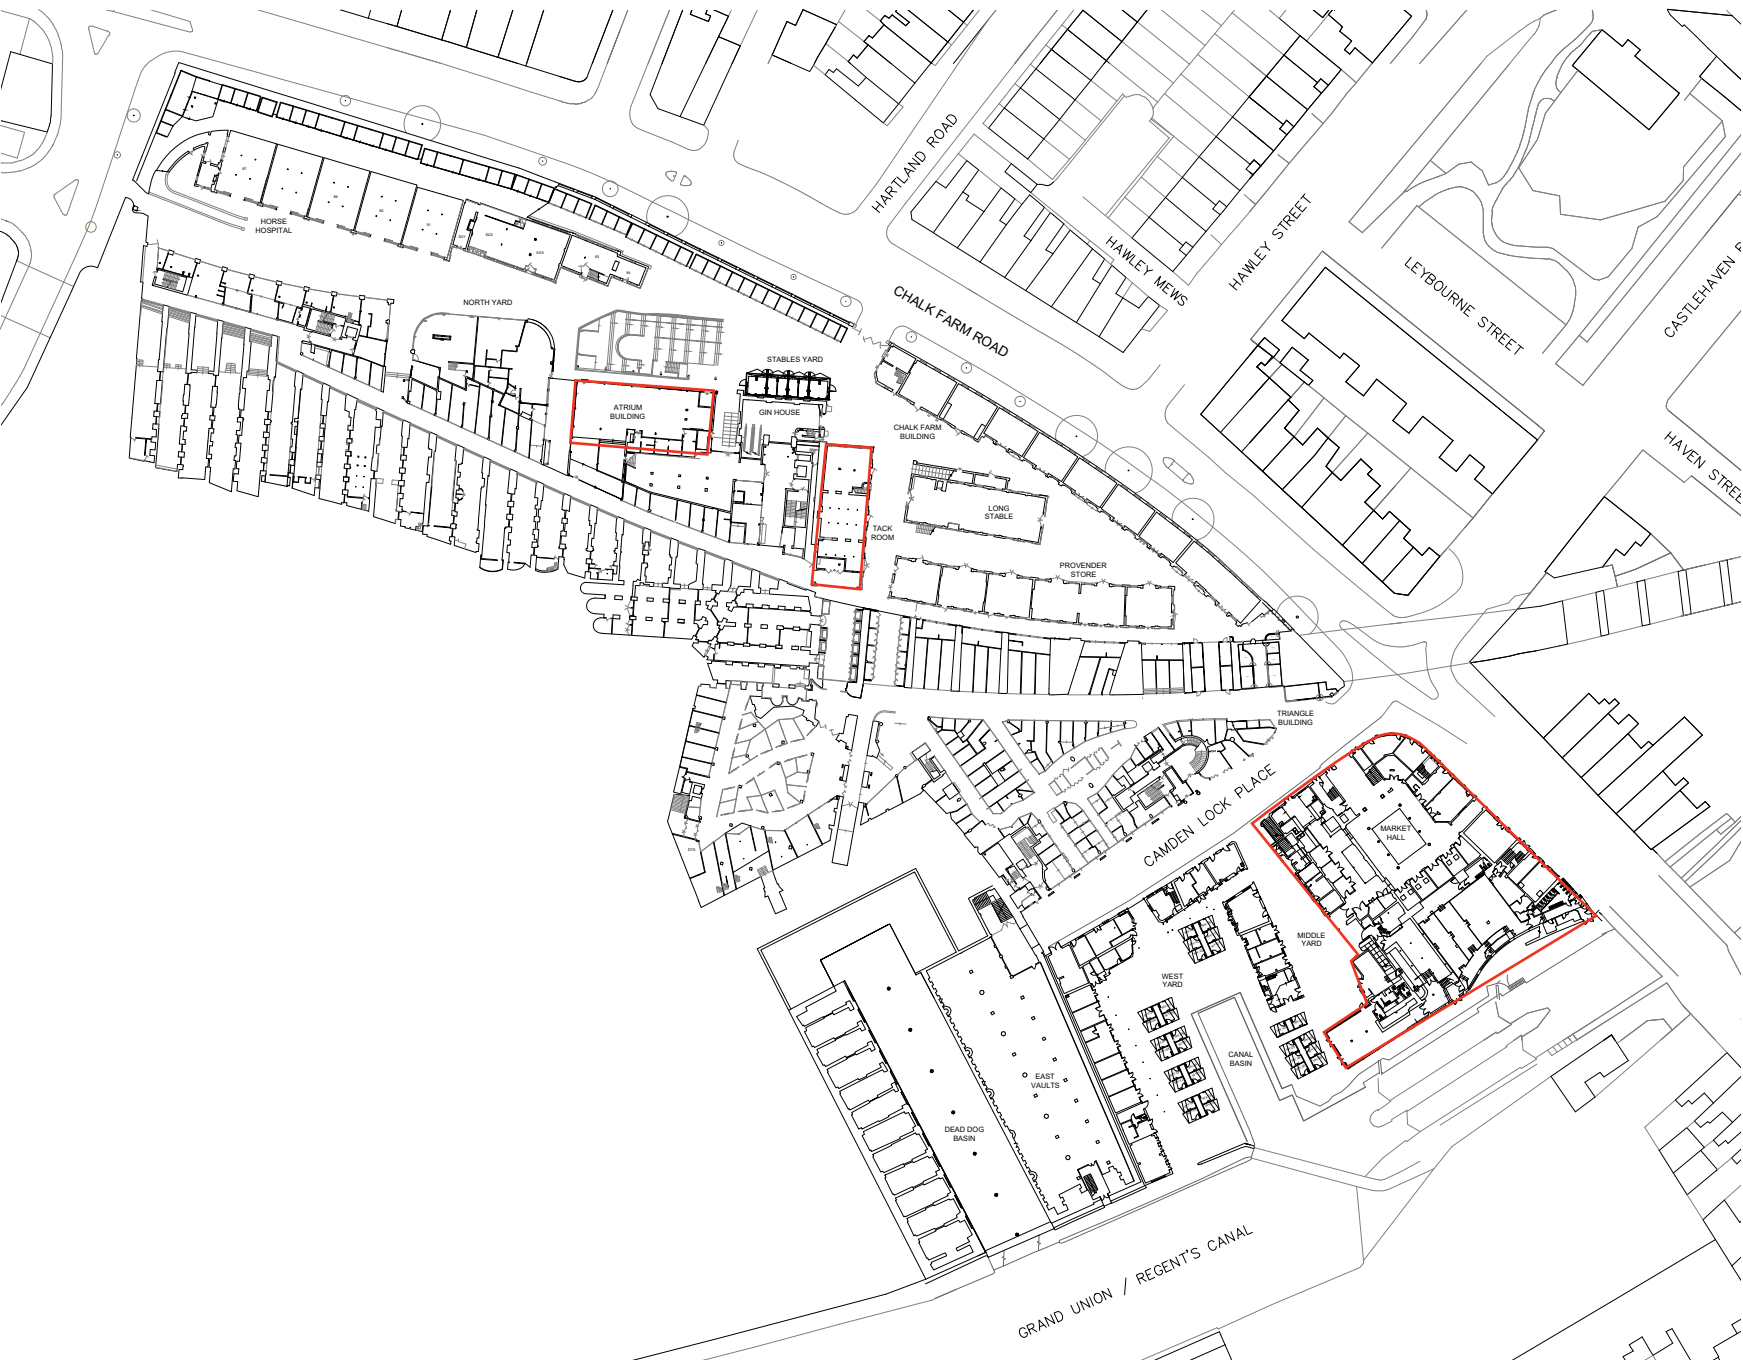 HARTLAND ROAD
HAWLEY MEWS
HAWLEY STREET
LEYBOURNE STREET
CASTLEHAVEN
HORSE
HOSPITAL
NORTH YARD
CHALK FARM ROAD
STABLES YARD
ATRIUM
BUILDING
GIN HOUSE
CHALK FARM
BUILDING
HAVEN STREE
LONG
STABLE
TACK
ROOM
PROVENDER
STORE
TRIANGLE
BUILDING
CAMDEN LOCK PLACE
MARKET
HALL
MIDDLE
YARD
WEST
YARD
CANAL
BASIN
EAST
VAULTS
DEAD DOG
BASIN
GRAND UNION / REGENT'S CANAL